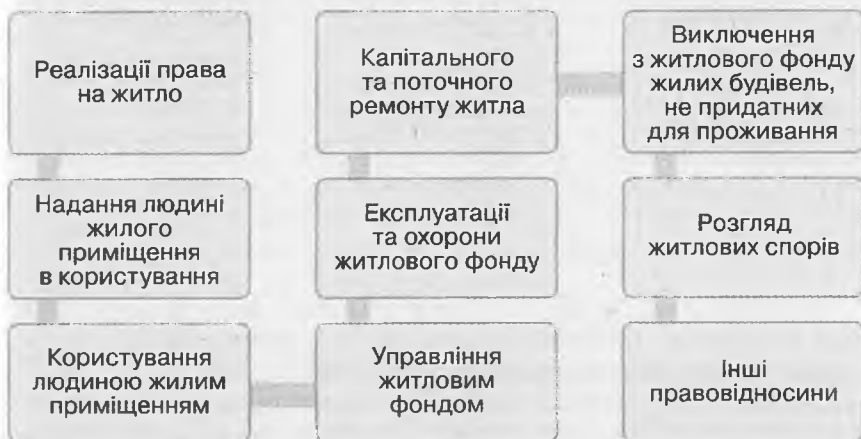 Реалізації права
на житло
Надання людині
жилого
приміщення
в користування
Користування
людиною жилим
приміщенням
Управління
житловим
фондом
Експлуатації
та охорони
житлового фонду
Капітального
та поточного
ремонту житла
Виключення
з житлового фонду
жилих будівель,
не придатних
для проживання
Розгляд
житлових спорів
Інші
правовідносини